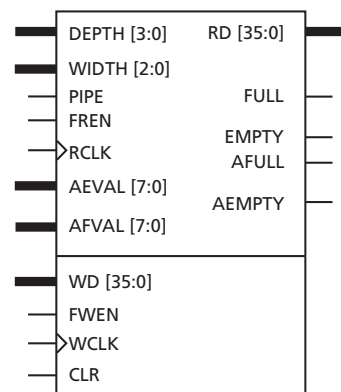 DEPTH [3:0] RD [35:0]
WIDTH [2:0]
PIPE FULL
FREN
EMPTY
RCLK AFULL
AEVAL [7:0]
AEMPTY
AFVAL [7:0]
WD [35:0]
FWEN
WCLK
CLR